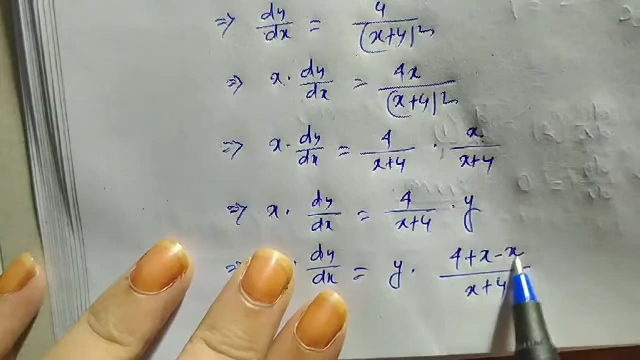 => dy/dx = 4/(x+4)²
=> x · dy/dx = 4x/(x+4)²
=> x · dy/dx = 4/(x+4) · x/(x+4)
=> x · dy/dx = 4/(x+4) · y
=> · dy/dx = y · (4+x-x)/(x+4)